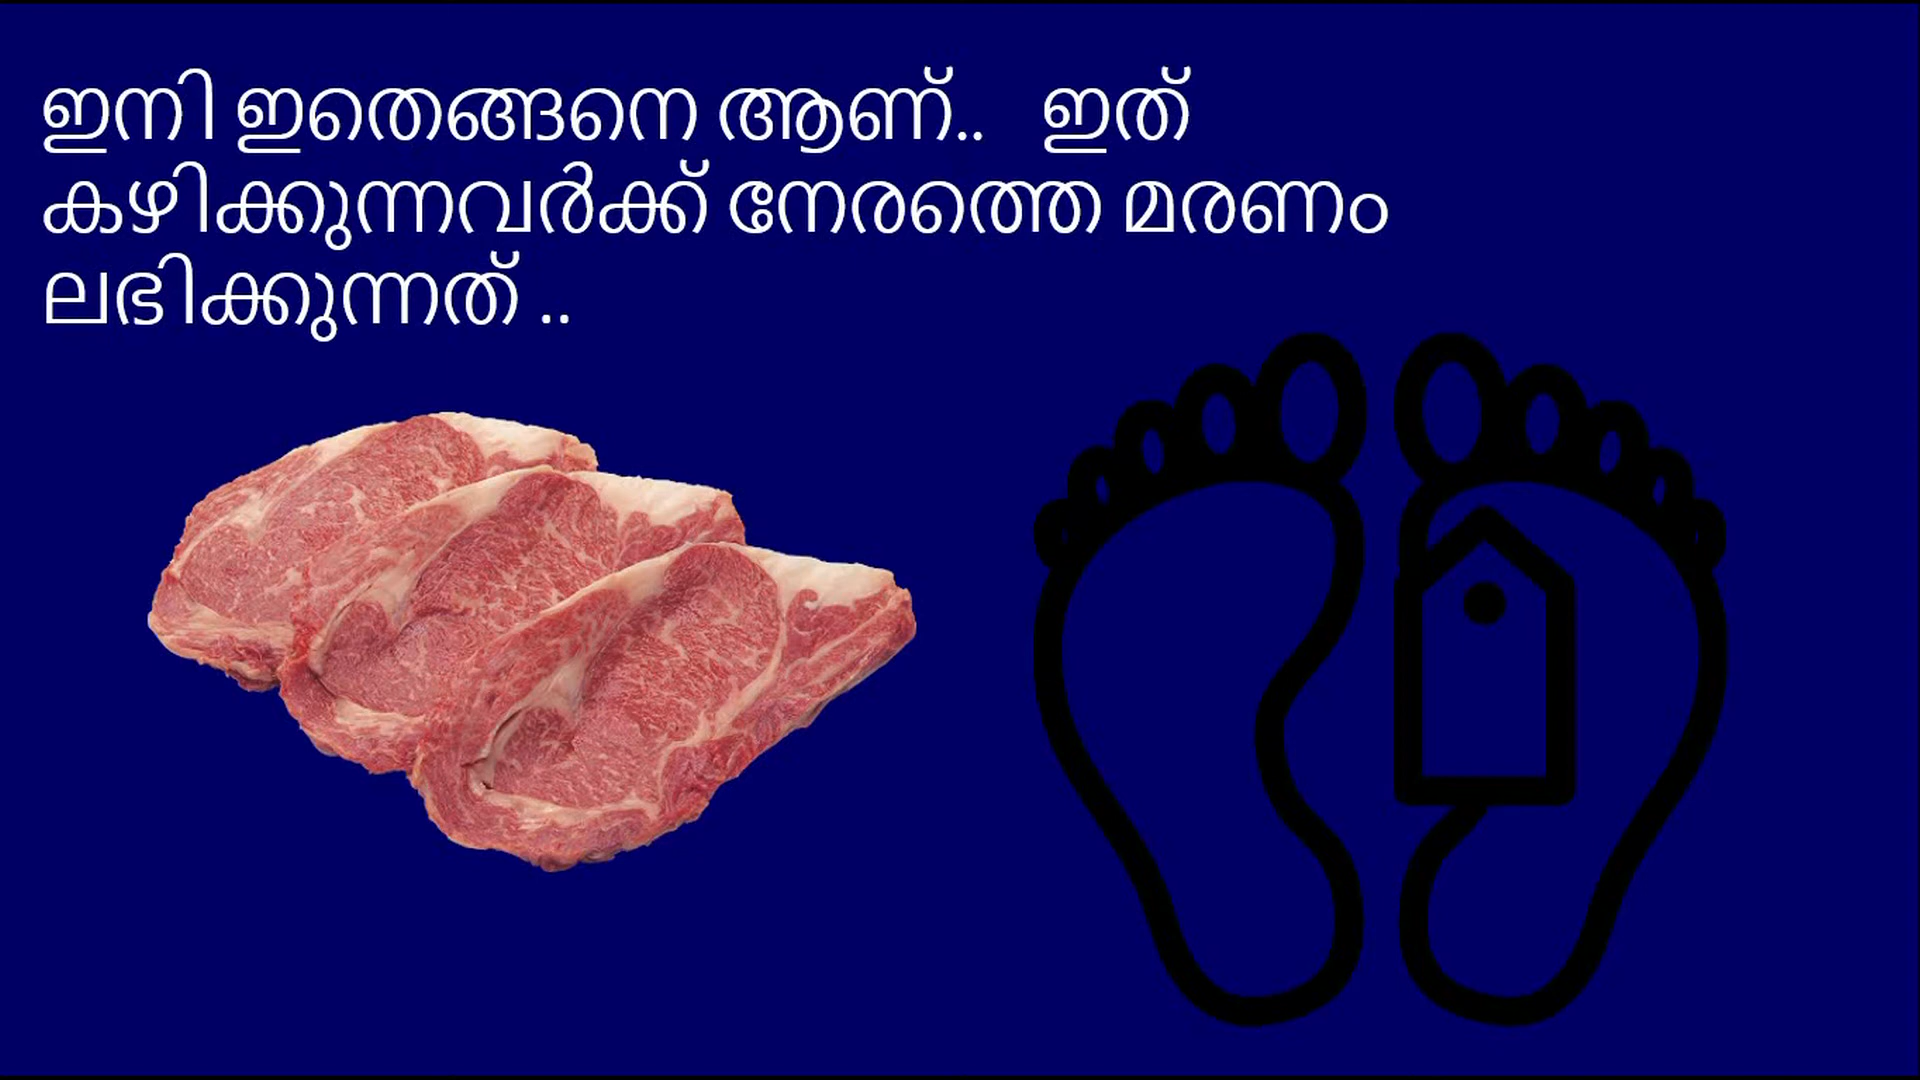 ഇനി ഇതെങ്ങനെ ആണ്.. ഇത്
കഴിക്കുന്നവർക്ക് നേരത്തെ മരണം
ലഭിക്കുന്നത് ..